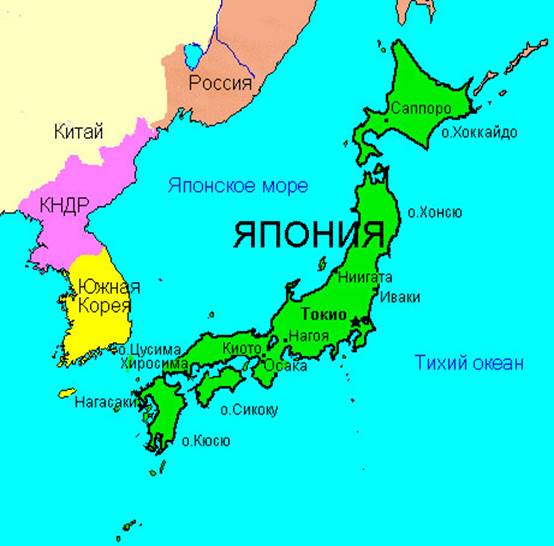 Россия
Саппоро
Китай
о.Хоккайдо
Японское море
КНДР
о.Хонсю
ЯПОНИЯ
Ниигата
Южная
Корея
Иваки
Токио
Нагоя
о.Цусима
Киото
Хиросима
Осака
Тихий океан
Нагасаки
о.Сикоку
о.Кюсю